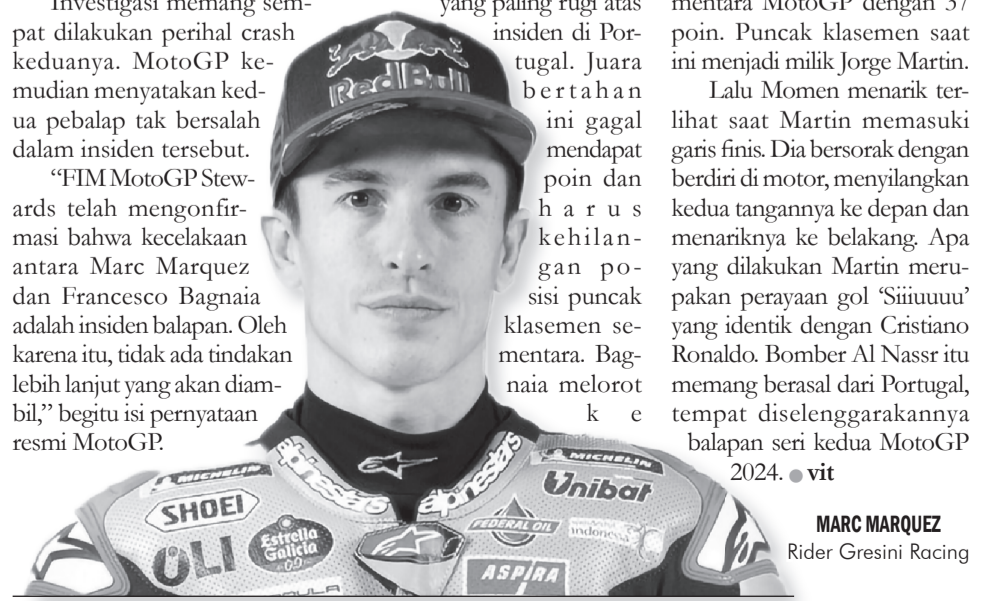 Investigasi memang sem-
pat dilakukan perihal crash
keduanya. MotoGP ke-
mudian menyatakan ked-
ua pebalap tak bersalah
dalam insiden tersebut.
“FIM MotoGP Stew-
ards telah mengonfir-
masi bahwa kecelakaan
antara Marc Marquez
dan Francesco Bagnaia
adalah insiden balapan. Oleh
karena itu, tidak ada tindakan
lebih lanjut yang akan diam-
bil,” begitu isi pernyataan
resmi MotoGP.
yang paling rugi atas
insiden di Por-
tugal. Juara
bertahan
ini gagal
mendapat
poin dan
harus
kehilan-
gan po-
sisi puncak
klasemen se-
mentara. Bag-
naia melorot
ke
mentara MotoGP dengan 37
poin. Puncak klasemen saat
ini menjadi milik Jorge Martin.
Lalu Momen menarik ter-
lihat saat Martin memasuki
garis finis. Dia bersorak dengan
berdiri di motor, menyilangkan
kedua tangannya ke depan dan
menariknya ke belakang. Apa
yang dilakukan Martin meru-
pakan perayaan gol ‘Siiiuuuu’
yang identik dengan Cristiano
Ronaldo. Bomber Al Nassr itu
memang berasal dari Portugal,
tempat diselenggarakannya
balapan seri kedua MotoGP
2024. ● vit
MARC MARQUEZ
Rider Gresini Racing
Red Bull
alpinestars
alpinestars
MICHELIN
MICHELIN
SHOEI
Unibat
OLI
Estrella
Galicia
0,0
FEDERAL OIL
indonesia
ASPIRA